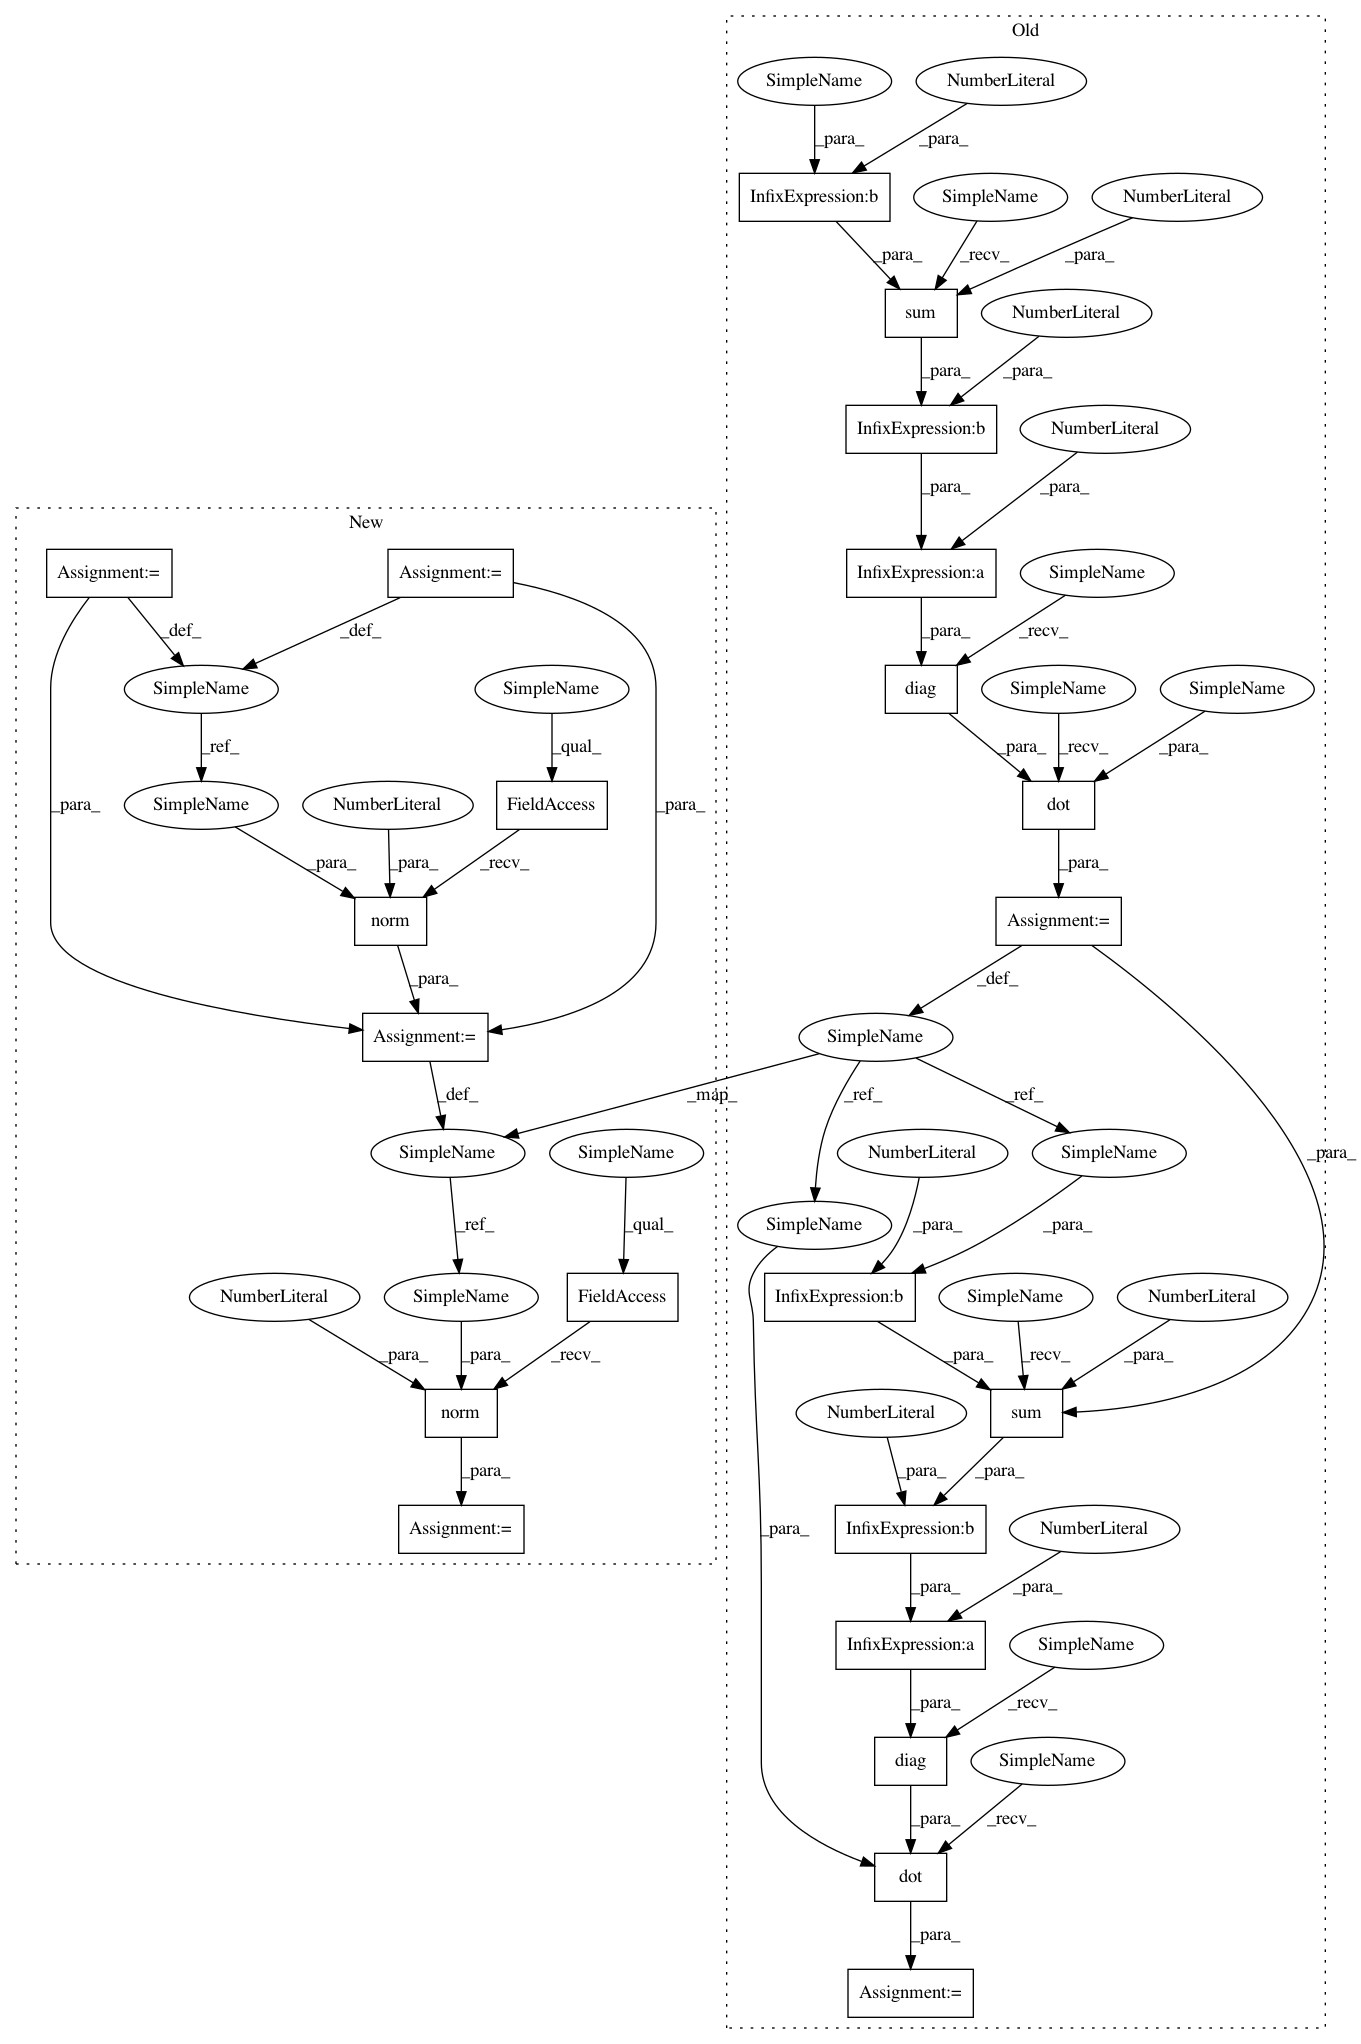 Old
SimpleName
NumberLiteral
_para_
_para_
InfixExpression:b
SimpleName
NumberLiteral
_para_
_recv_
_para_
sum
NumberLiteral
_para_
_para_
InfixExpression:b
NumberLiteral
_para_
_para_
InfixExpression:a
SimpleName
_para_
_recv_
diag
SimpleName
SimpleName
_para_
_recv_
_para_
dot
_para_
Assignment:=
_def_
SimpleName
_map_
_ref_
_ref_
NumberLiteral
SimpleName
_para_
SimpleName
_para_
_para_
InfixExpression:b
SimpleName
NumberLiteral
_para_
_recv_
_para_
sum
NumberLiteral
_para_
_para_
InfixExpression:b
NumberLiteral
_para_
_para_
_para_
InfixExpression:a
SimpleName
_para_
_recv_
diag
SimpleName
_para_
_recv_
dot
_para_
Assignment:=
New
Assignment:=
Assignment:=
_def_
_def_
SimpleName
SimpleName
_ref_
_qual_
_para_
SimpleName
NumberLiteral
FieldAccess
_para_
_para_
_para_
_recv_
norm
_para_
Assignment:=
_def_
SimpleName
SimpleName
_ref_
_qual_
NumberLiteral
SimpleName
FieldAccess
_para_
_para_
_recv_
norm
_para_
Assignment:=